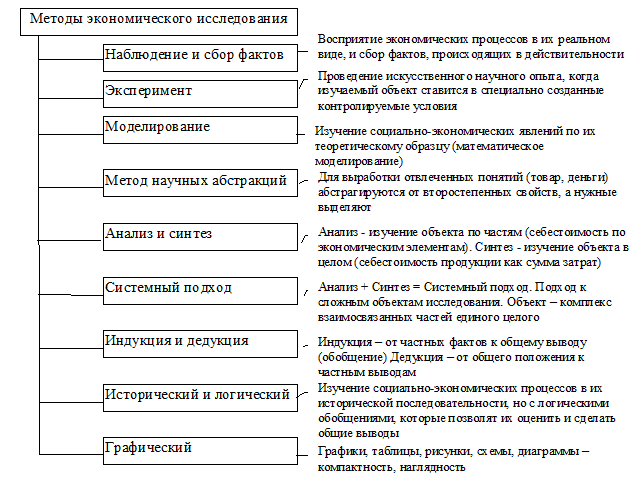 Методы экономического исследования
Наблюдение и сбор фактов
Восприятие экономических процессов в их реальном
виде, и сбор фактов, происходящих в действительности
Эксперимент
Проведение искусственного научного опыта, когда
изучаемый объект ставится в специально созданные
контролируемые условия
Моделирование
Изучение социально-экономических явлений по их
теоретическому образцу (математическое
моделирование)
Метод научных абстракций
Для выработки отвлеченных понятий (товар, деньги)
абстрагируются от второстепенных свойств, а нужные
выделяют
Анализ и синтез
Анализ - изучение объекта по частям (себестоимость по
экономическим элементам). Синтез - изучение объекта в
целом (себестоимость продукции как сумма затрат)
Системный подход
Анализ + Синтез = Системный подход. Подход к
сложным объектам исследования. Объект – комплекс
взаимосвязанных частей единого целого
Индукция и дедукция
Индукция – от частных фактов к общему выводу
(обобщение) Дедукция – от общего положения к
частным выводам
Исторический и логический
Изучение социально-экономических процессов в их
исторической последовательности, но с логическими
обобщениями, которые позволят их оценить и сделать
общие выводы
Графический
Графики, таблицы, рисунки, схемы, диаграммы –
компактность, наглядность